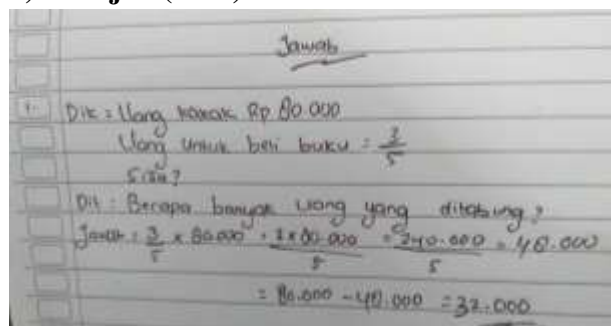 Jawab
1. Dik : Uang kakak Rp 80.000
Uang untuk beli buku = 3/5
sisa?
Dit : Berapa banyak uang yang ditabung?
Jawab : 3/5 x 80.000 = 3 x 80.000/5 = 240.000/5 = 48.000
= 80.000 - 48.000 = 32.000